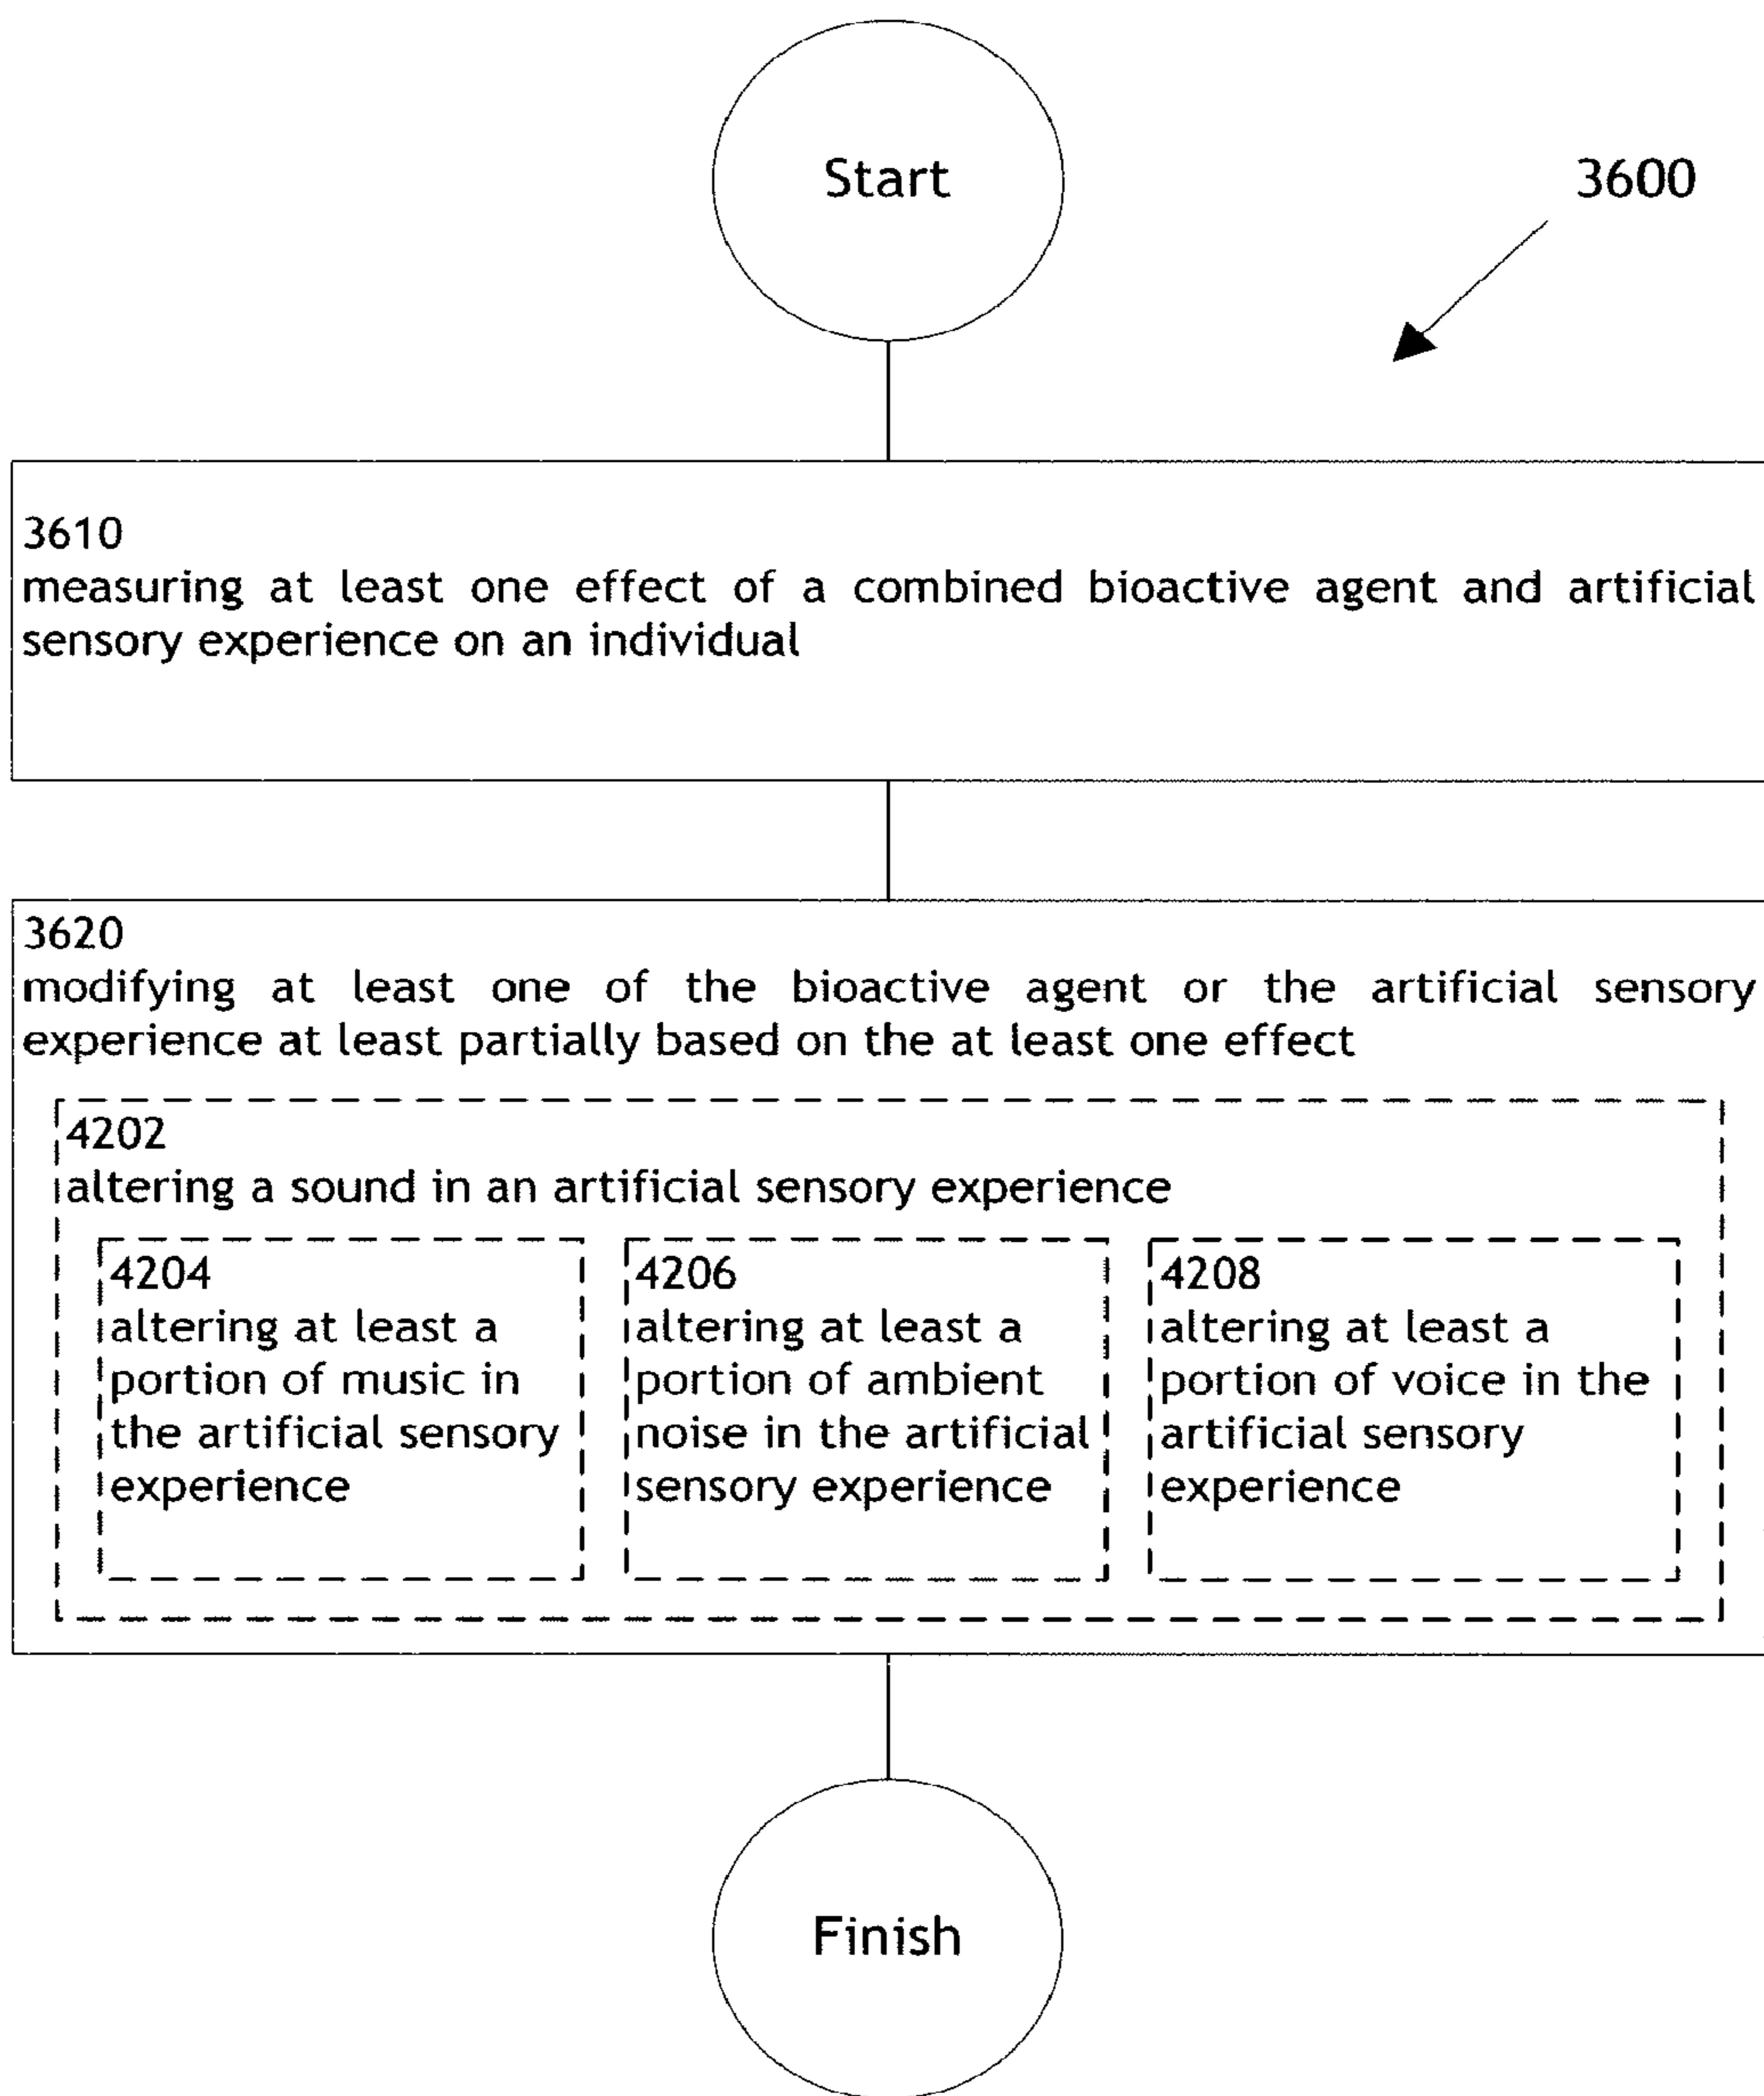 Start
3600
3610
measuring at least one effect of a combined bioactive agent and artificial
sensory experience on an individual
3620
modifying at least one of the bioactive agent or the artificial sensory
experience at least partially based on the at least one effect
4202
altering a sound in an artificial sensory experience
4204
altering at least a
portion of music in
the artificial sensory
experience
4206
altering at least a
portion of ambient
noise in the artificial
sensory experience
4208
altering at least a
portion of voice in the
artificial sensory
experience
Finish